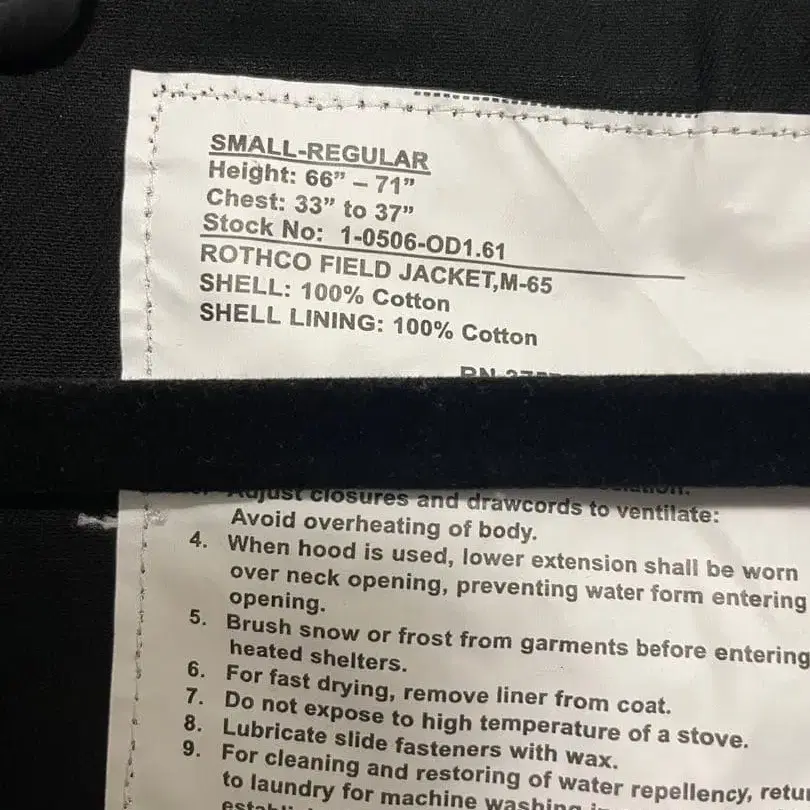 SMALL-REGULAR
Height: 66” – 71”
Chest: 33” to 37”
Stock No: 1-0506-OD1.61
ROTHCO FIELD JACKET,M-65
SHELL: 100% Cotton
SHELL LINING: 100% Cotton
RN
Adjust closures and drawcords to ventilate:
Avoid overheating of body.
4. When hood is used, lower extension shall be worn
over neck opening, preventing water form entering
opening.
5. Brush snow or frost from garments before entering
heated shelters.
6. For fast drying, remove liner from coat.
7. Do not expose to high temperature of a stove.
8. Lubricate slide fasteners with wax.
9. For cleaning and restoring of water repellency, retu
to laundry for machine washing